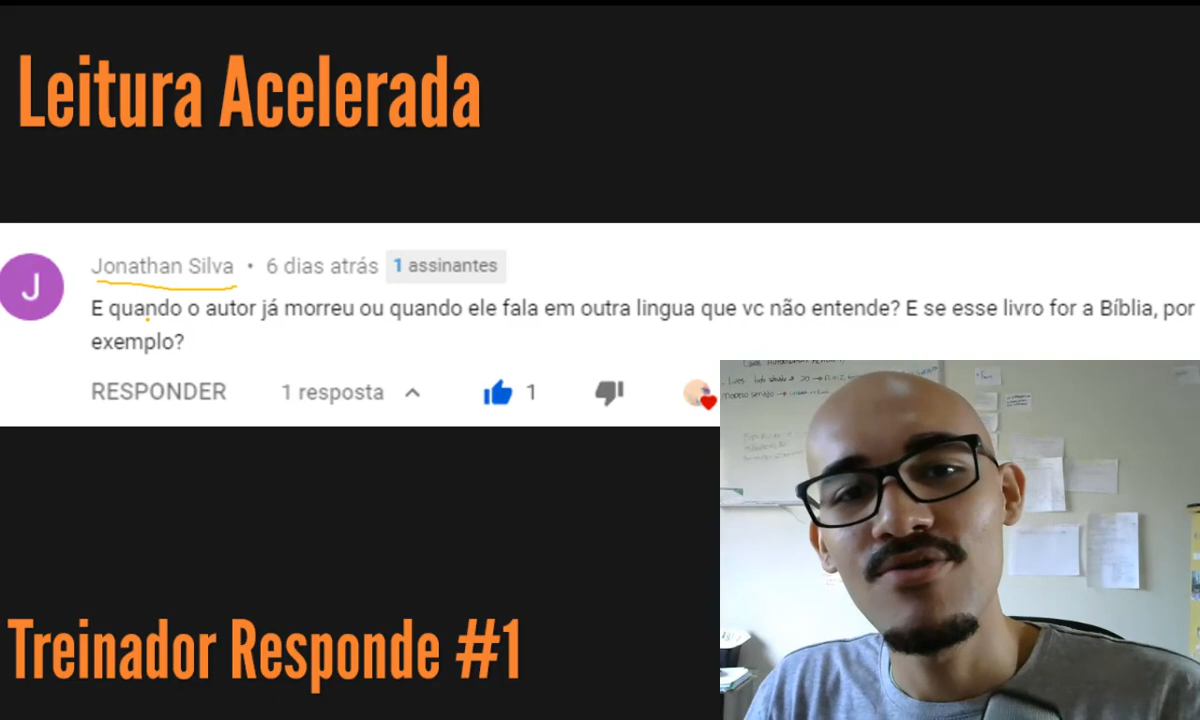 Leitura Acelerada
J
Jonathan Silva • 6 dias atrás 1 assinantes
E quando o autor já morreu ou quando ele fala em outra lingua que vc não entende? E se esse livro for a Bíblia, por
exemplo?
RESPONDER 1 resposta 1
Treinador Responde #1